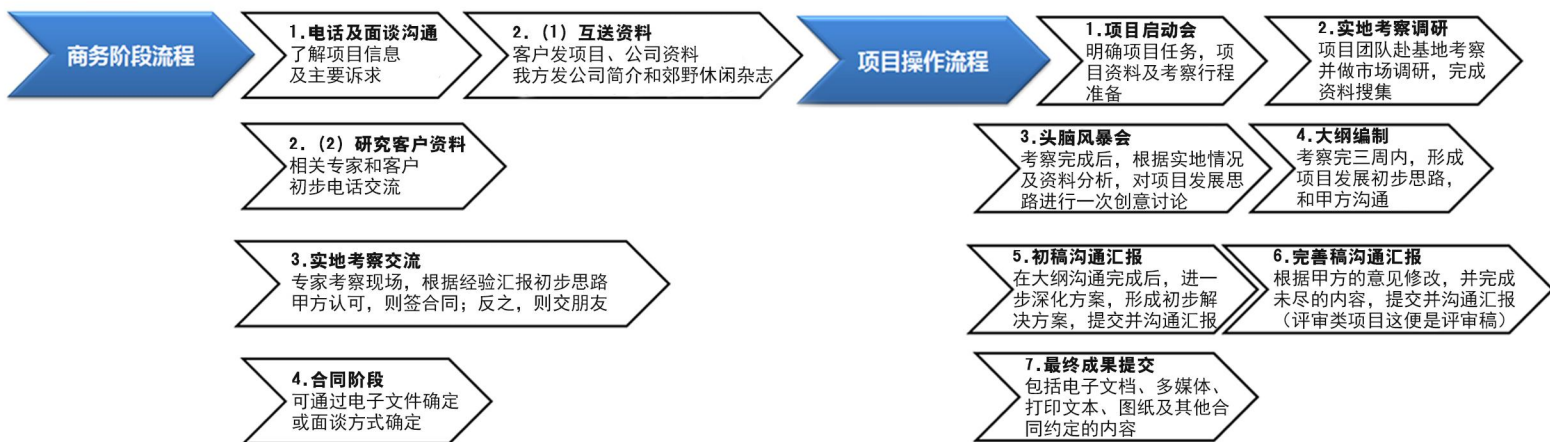 商务阶段流程
1.电话及面谈沟通
了解项目信息
及主要诉求
2.(1)互送资料
客户发项目、公司资料
我方发公司简介和郊野休闲杂志
2.(2)研究客户资料
相关专家和客户
初步电话交流
3.实地考察交流
专家考察现场，根据经验汇报初步思路
甲方认可，则签合同；反之，则交朋友
4.合同阶段
可通过电子文件确定
或面谈方式确定
项目操作流程
1.项目启动会
明确项目任务，项
目资料及考察行程
准备
2.实地考察调研
项目团队赴基地考察
并做市场调研，完成
资料搜集
3.头脑风暴会
考察完成后，根据实地情况
及资料分析，对项目发展思
路进行一次创意讨论
4.大纲编制
考察完三周内，形成
项目发展初步思路，
和甲方沟通
5.初稿沟通汇报
在大纲沟通完成后，进一
步深化方案，形成初步解
决方案，提交并沟通汇报
6.完善稿沟通汇报
根据甲方的意见修改，并完成
未尽的内容，提交并沟通汇报
（评审类项目这便是评审稿）
7.最终成果提交
包括电子文档、多媒体、
打印文本、图纸及其他合
同约定的内容